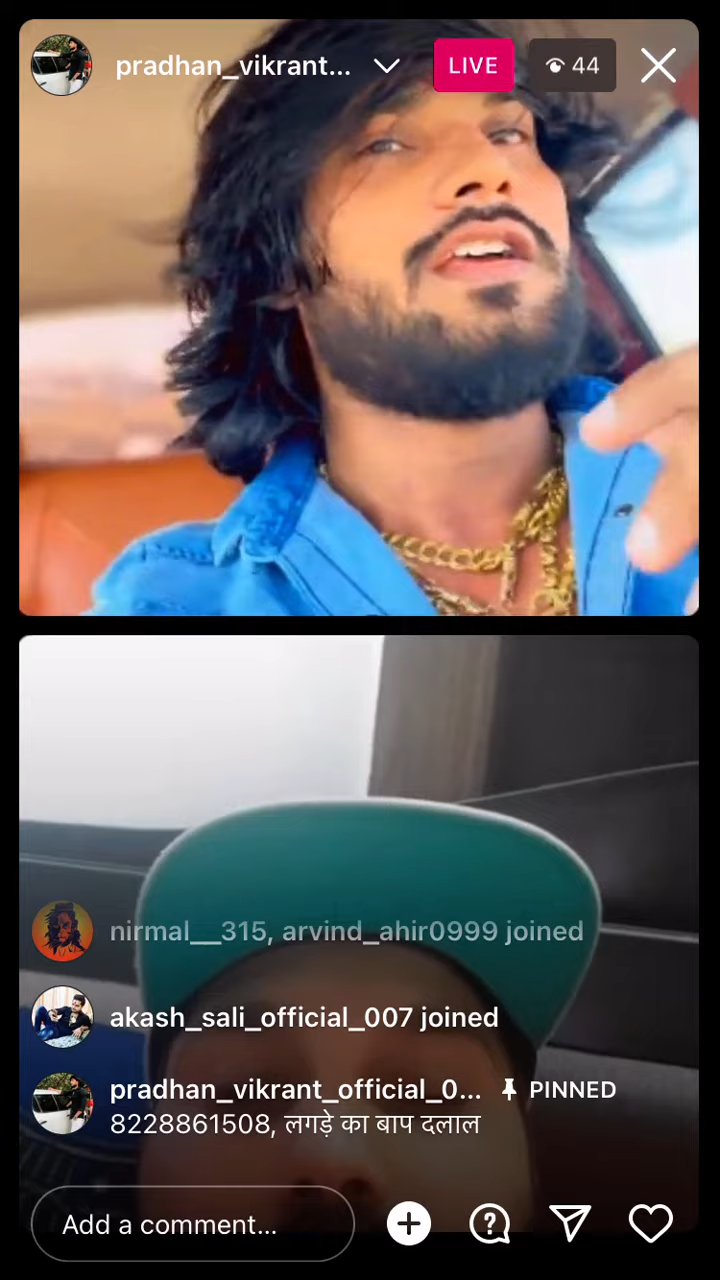 pradhan_vikrant...
LIVE
44
nirmal__315, arvind_ahir0999 joined
akash_sali_official_007 joined
pradhan_vikrant_official_0... PINNED
8228861508, लगड़े का बाप दलाल
Add a comment...